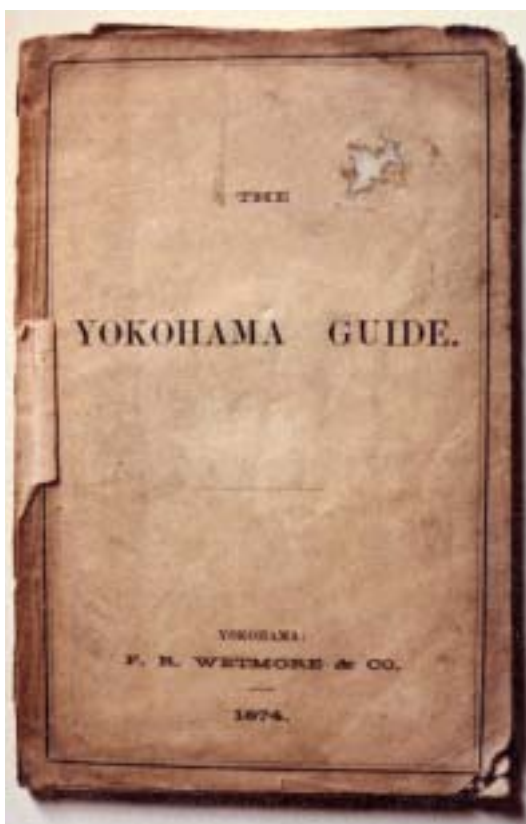 THE
YOKOHAMA GUIDE.
YOKOHAMA:
F. R. WETMORE & CO.
1874.